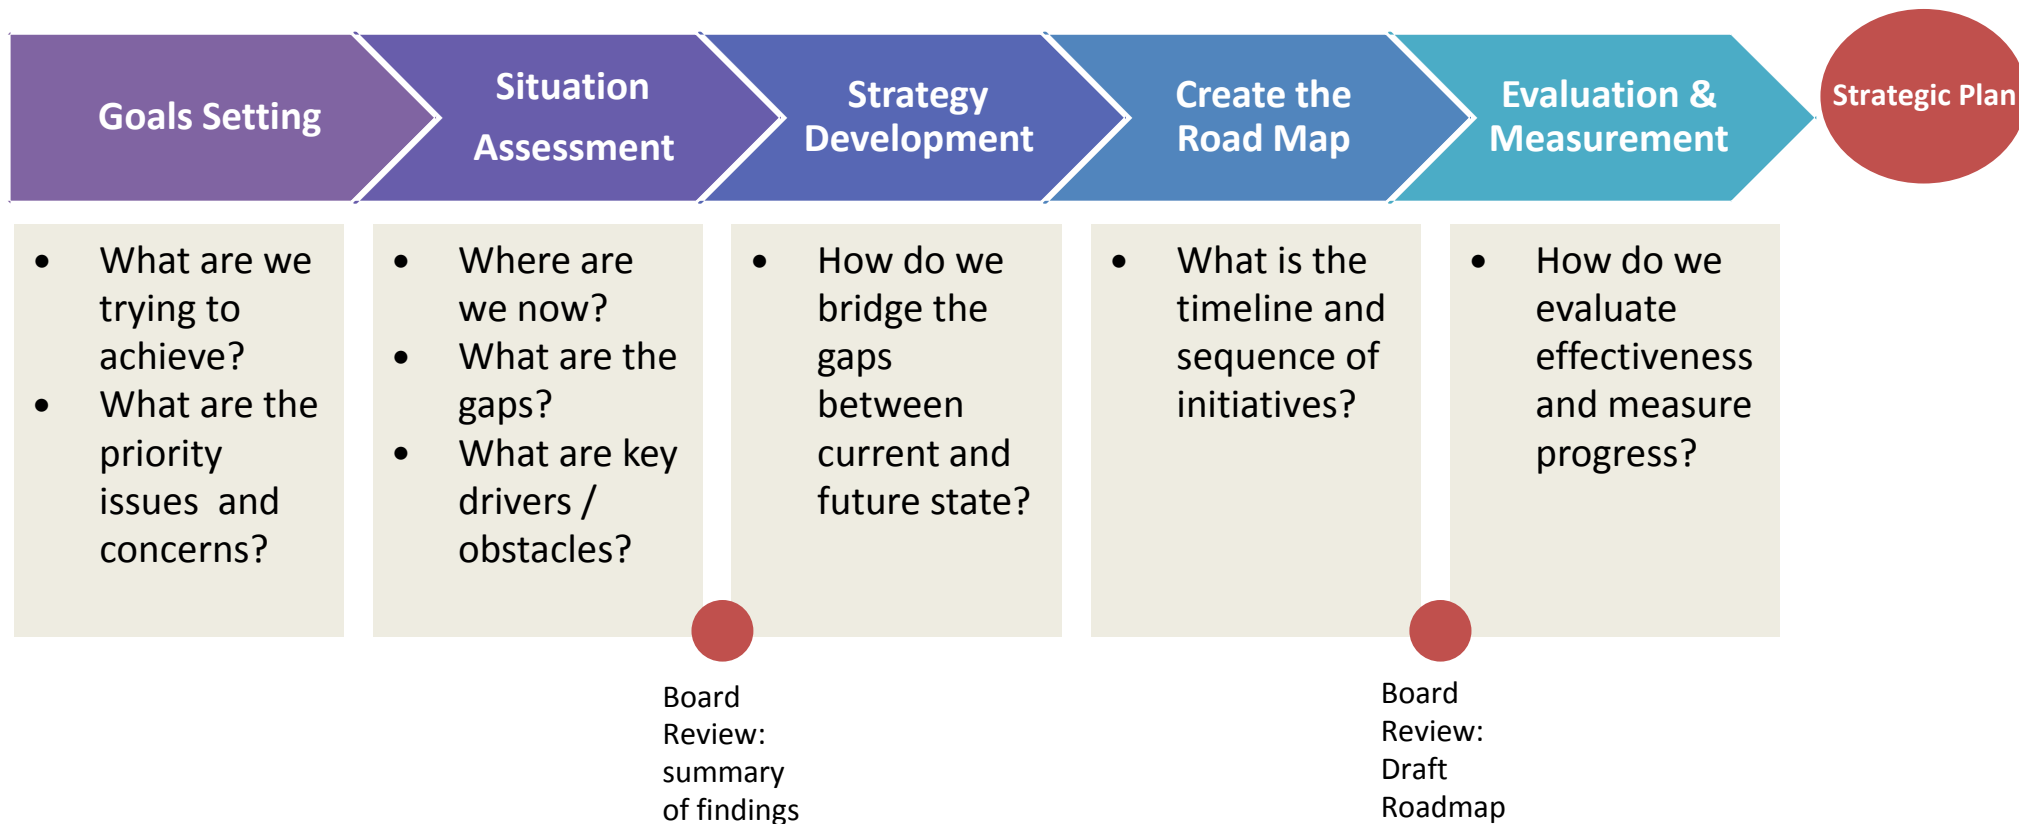 Goals Setting
Situation
Assessment
Strategy
Development
Create the
Road Map
Evaluation &
Measurement
Strategic Plan
• What are we
trying to
achieve?
• What are the
priority
issues  and
concerns?
• Where are
we now?
• What are the
gaps?
• What are key
drivers /
obstacles?
• How do we
bridge the
gaps
between
current and
future state?
• What is the
timeline and
sequence of
initiatives?
• How do we
evaluate
effectiveness
and measure
progress?
Board
Review:
summary
of findings
Board
Review:
Draft
Roadmap